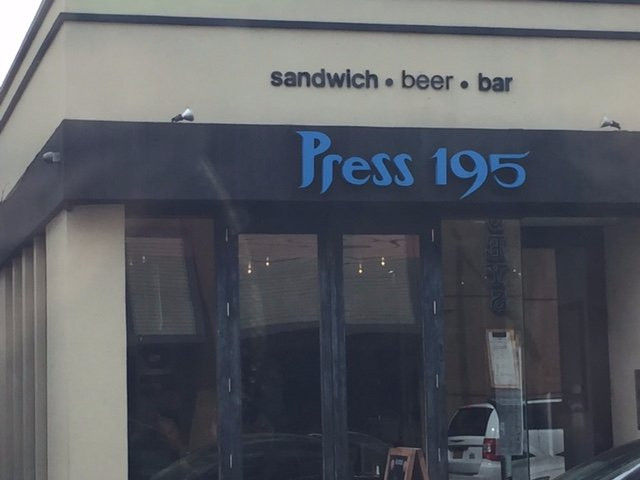 sandwich • beer • bar
Press 195